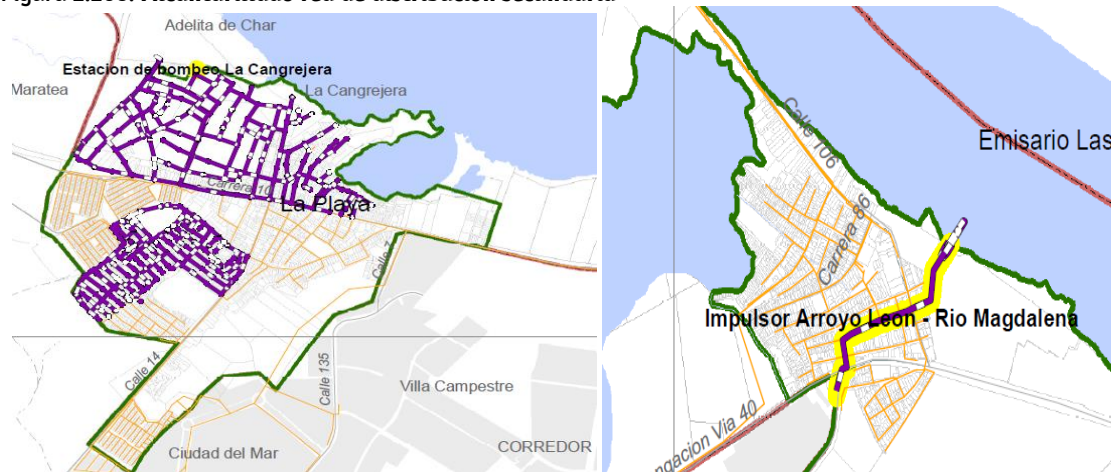 Adelita de Char
Estacion de bombeo La Cangrejera
Maratea
La Cangrejera
Carrera 10
La Playa
Calle 7
Calle 14
Calle 135
Villa Campestre
Ciudad del Mar
CORREDOR
Calle 106
Emisario Las
Carrera 86
Impulsor Arroyo Leon - Rio Magdalena
ngacion Via 40